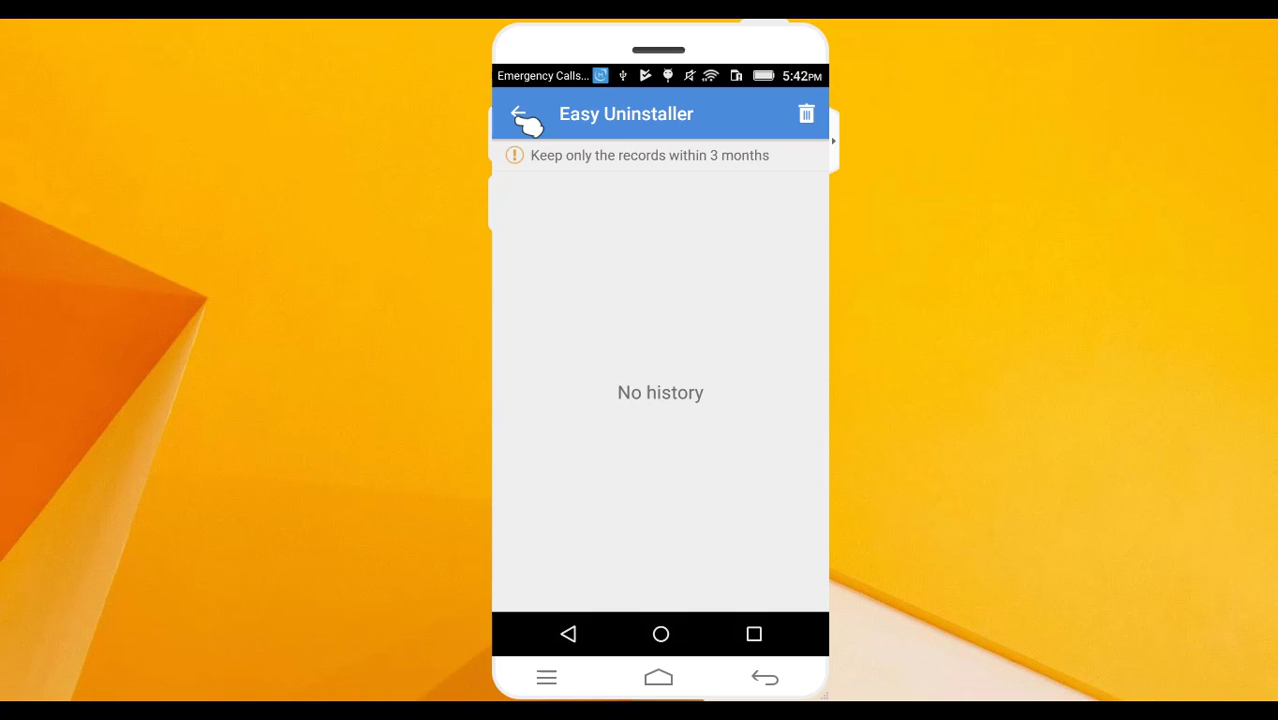 Emergency Calls...
5:42PM
Easy Uninstaller
Keep only the records within 3 months
No history